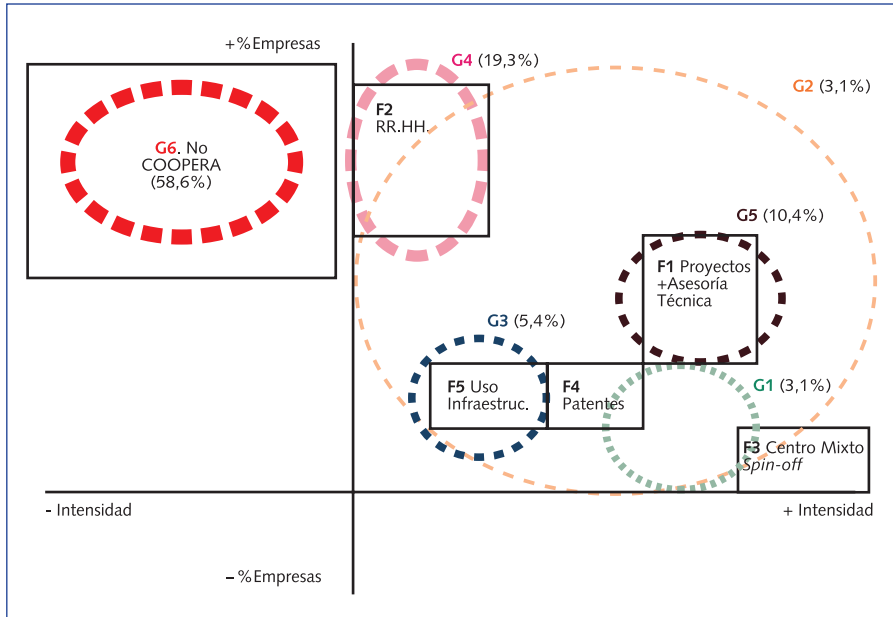 +%Empresas
G4 (19,3%)
G2 (3,1%)
F2
RR.HH.
G6. No
COOPERA
(58,6%)
G5 (10,4%)
F1 Proyectos
+Asesoría
Técnica
G3 (5,4%)
F5 Uso
Infraestruc.
F4
Patentes
G1 (3,1%)
F3 Centro Mixto
Spin-off
- Intensidad
+ Intensidad
–%Empresas